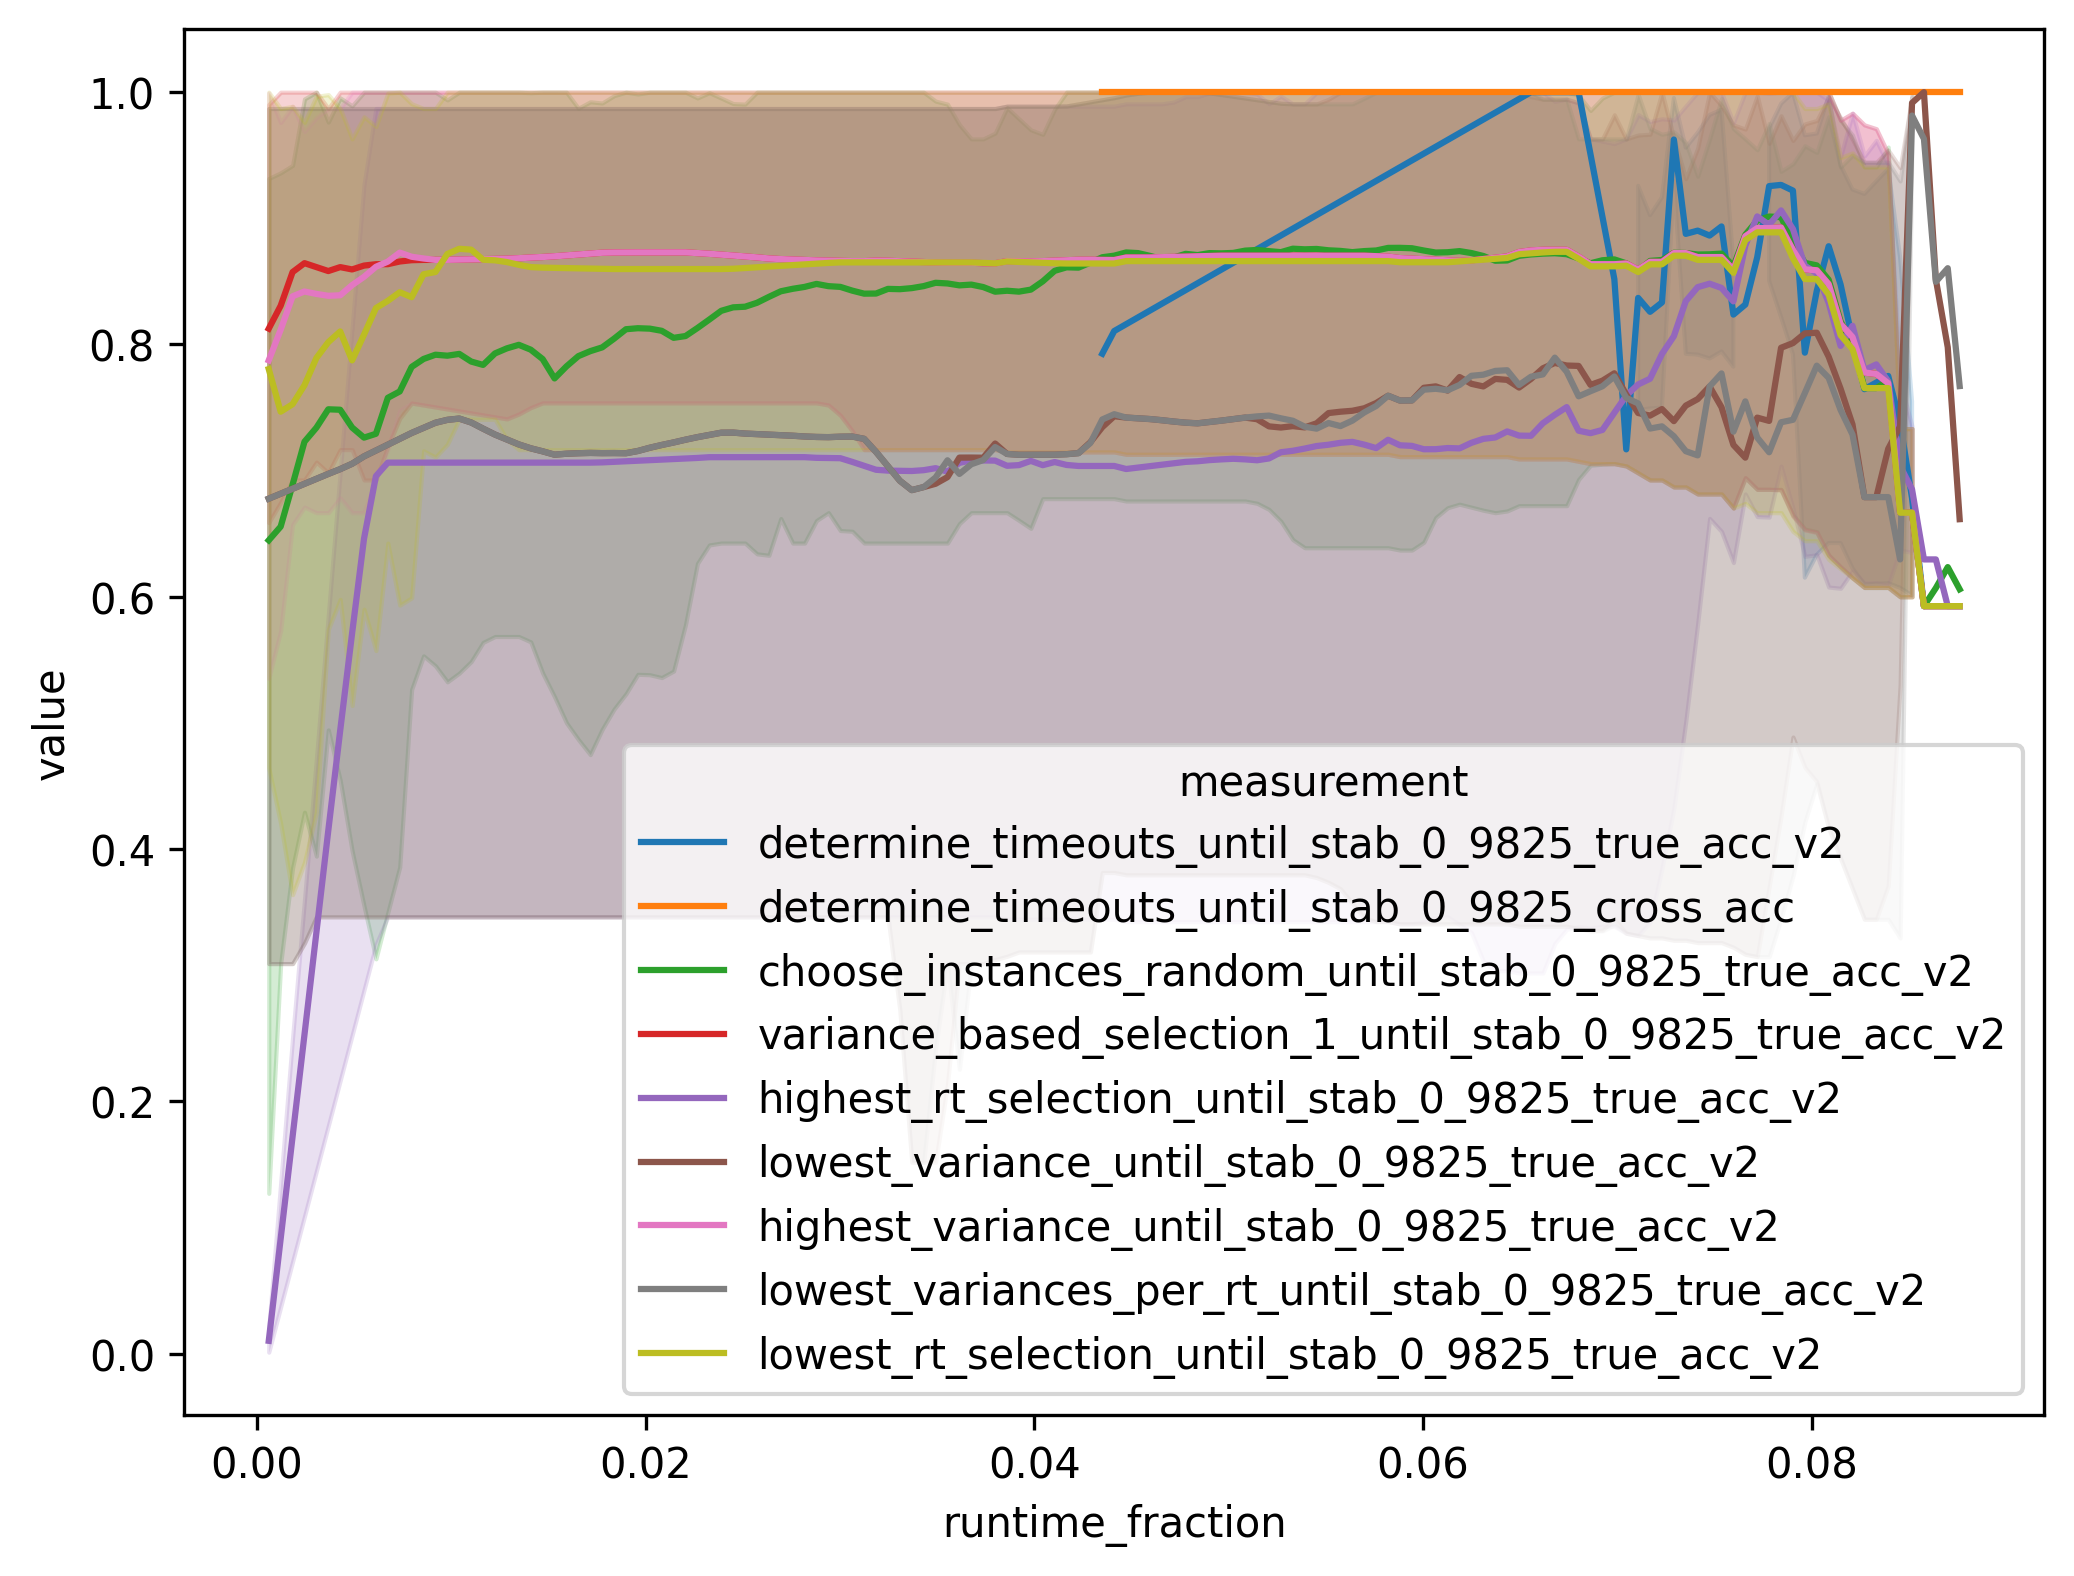 1.0
0.8
0.6
0.4
0.2
0.0
value
measurement
determine_timeouts_until_stab_0_9825_true_acc_v2
determine_timeouts_until_stab_0_9825_cross_acc
choose_instances_random_until_stab_0_9825_true_acc_v2
variance_based_selection_1_until_stab_0_9825_true_acc_v2
highest_rt_selection_until_stab_0_9825_true_acc_v2
lowest_variance_until_stab_0_9825_true_acc_v2
highest_variance_until_stab_0_9825_true_acc_v2
lowest_variances_per_rt_until_stab_0_9825_true_acc_v2
lowest_rt_selection_until_stab_0_9825_true_acc_v2
0.00 0.02 0.04 0.06 0.08
runtime_fraction